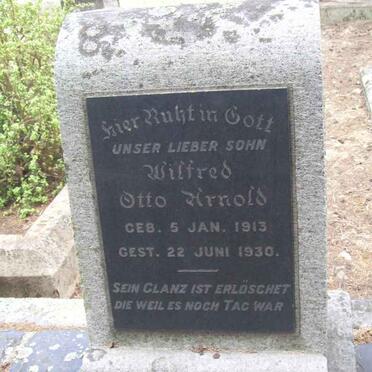 Hier Ruht in Gott
UNSER LIEBER SOHN
Wilfred
Otto Arnold
GEB. 5 JAN. 1913
GEST. 22 JUNI 1930.
SEIN GLANZ IST ERLÖSCHET
DIE WEIL ES NOCH TAG WAR